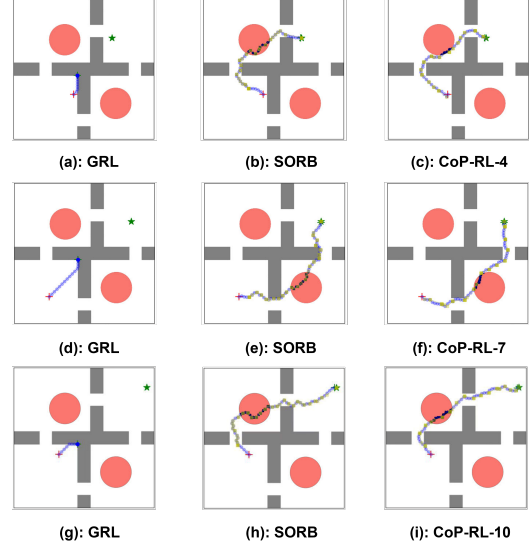 (a): GRL (b): SORB (c): CoP-RL-4
(d): GRL (e): SORB (f): CoP-RL-7
(g): GRL (h): SORB (i): CoP-RL-10